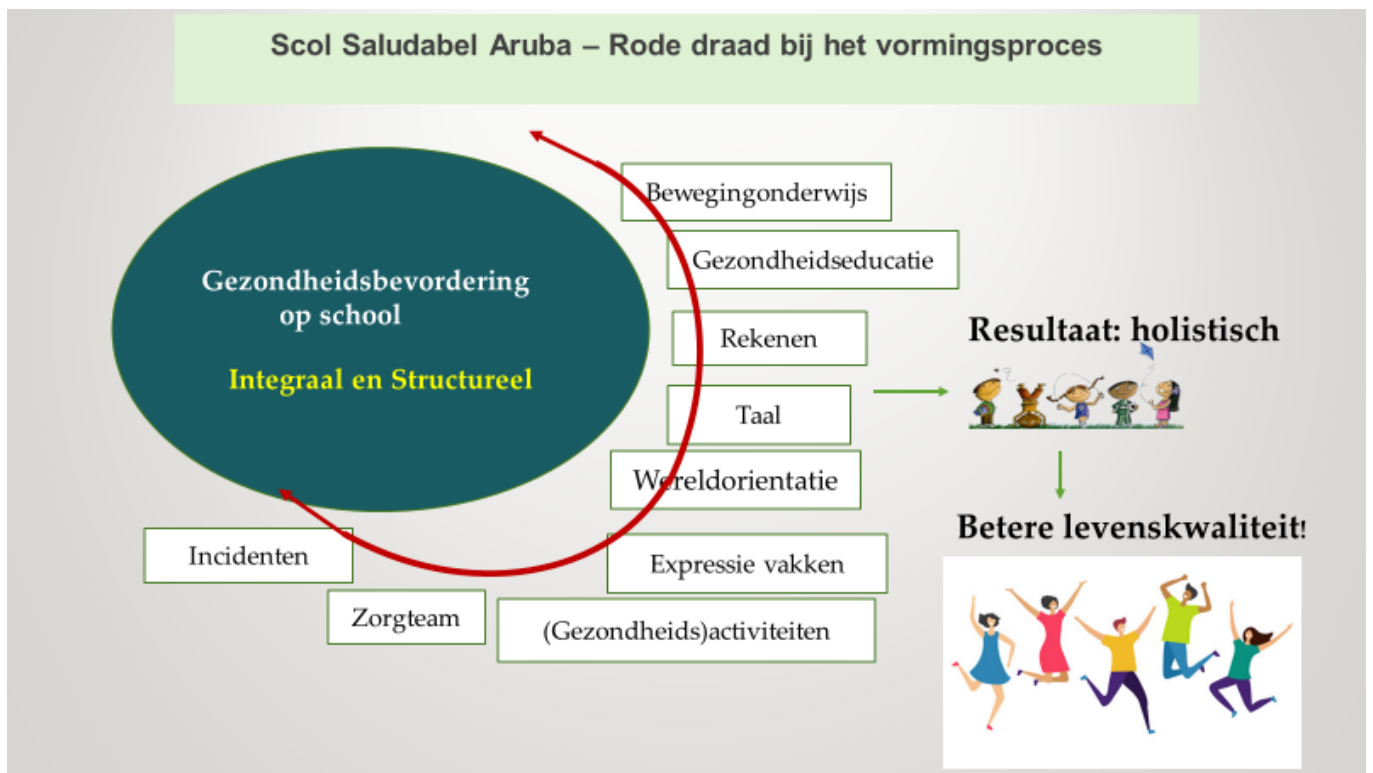 Scol Saludabel Aruba – Rode draad bij het vormingsproces
Gezondheidsbevordering
op school
Integraal en Structureel
Bewegingonderwijs
Gezondheidseducatie
Rekenen
Taal
Wereldorientatie
Expressie vakken
(Gezondheids)activiteiten
Zorgteam
Incidenten
Resultaat: holistisch
Betere levenskwaliteit!